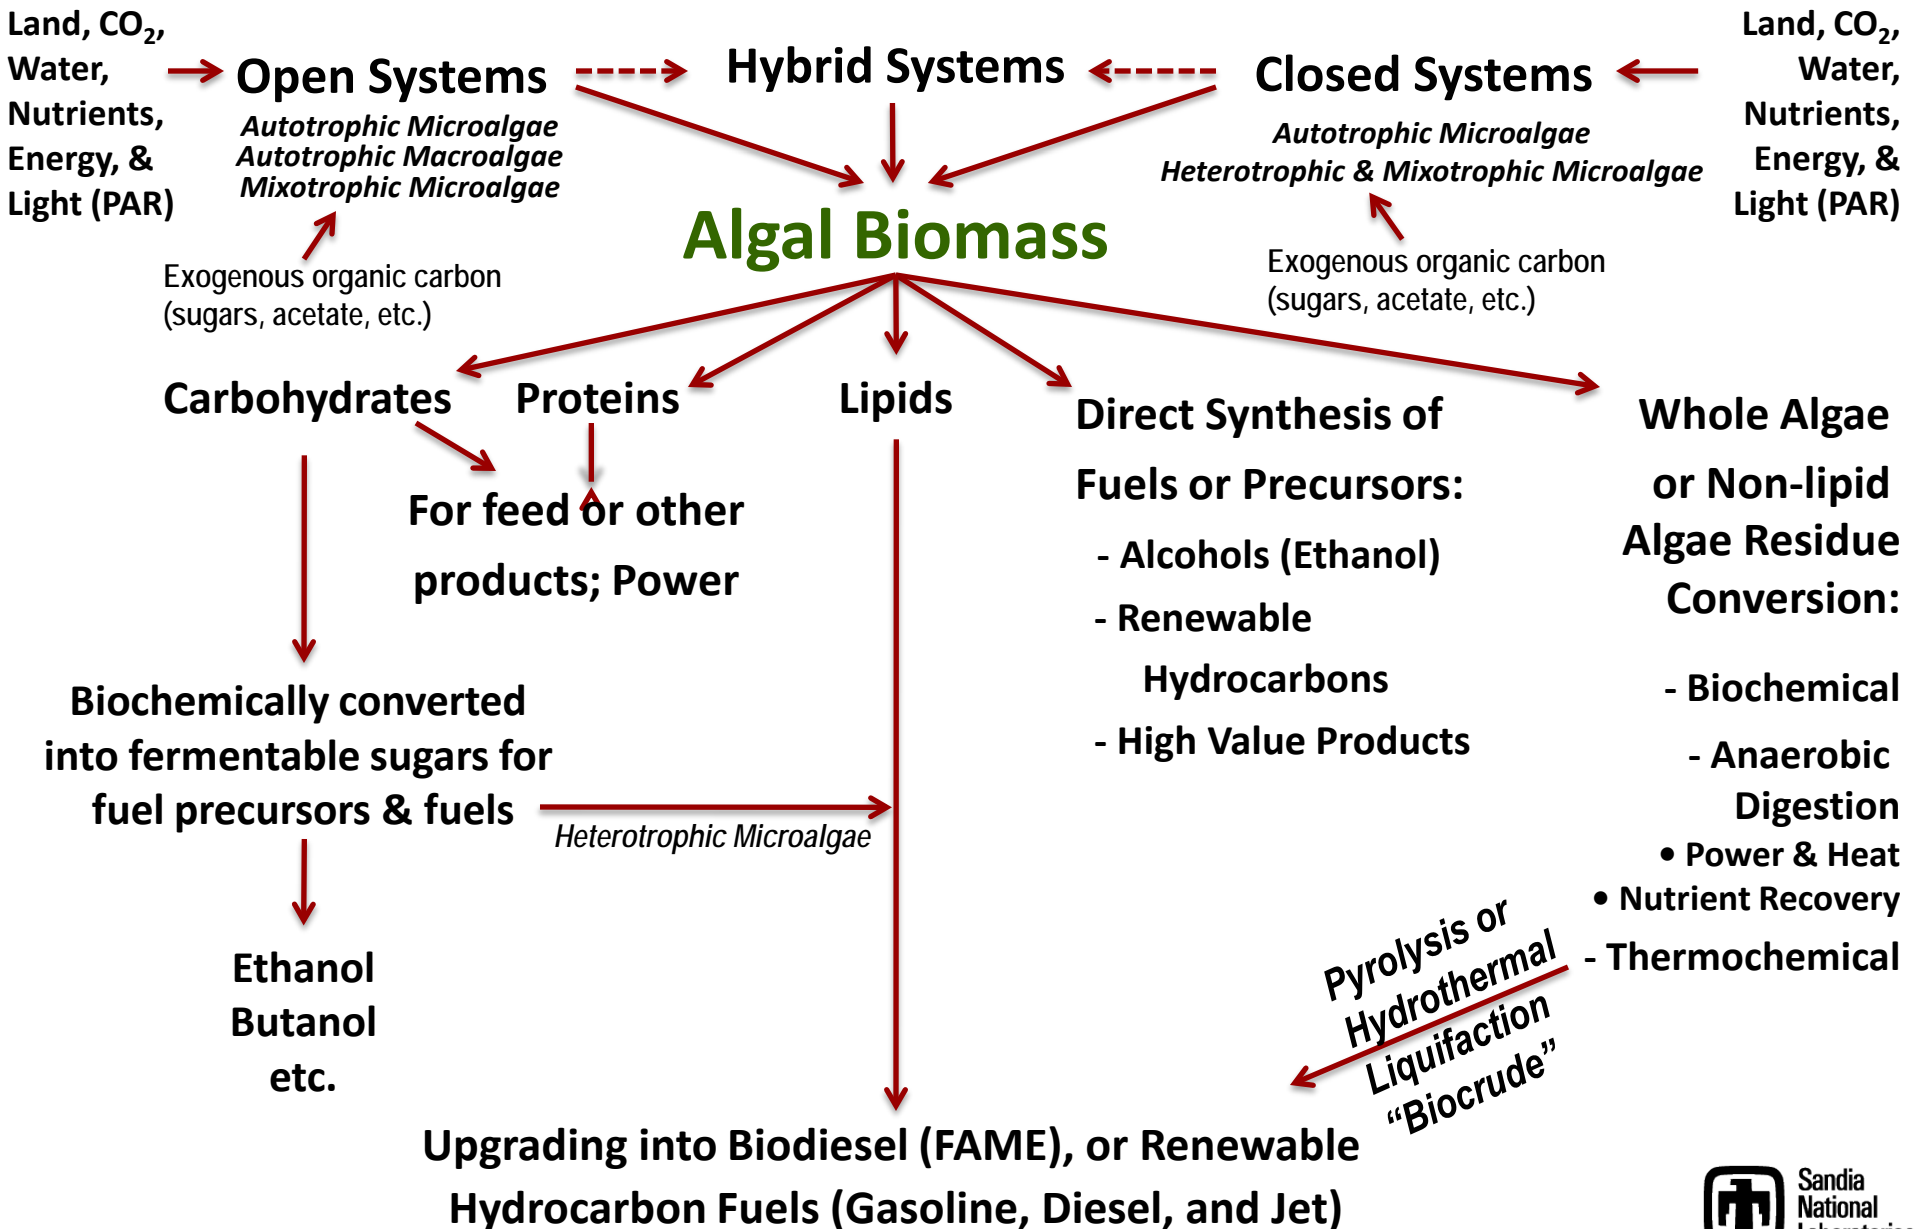 Land, CO₂,
Water,
Nutrients,
Energy, &
Light (PAR)
Open Systems
Autotrophic Microalgae
Autotrophic Macroalgae
Mixotrophic Microalgae
Exogenous organic carbon
(sugars, acetate, etc.)
Hybrid Systems
Closed Systems
Autotrophic Microalgae
Heterotrophic & Mixotrophic Microalgae
Exogenous organic carbon
(sugars, acetate, etc.)
Land, CO₂,
Water,
Nutrients,
Energy, &
Light (PAR)
Algal Biomass
Carbohydrates
Proteins
Lipids
For feed or other
products; Power
Direct Synthesis of
Fuels or Precursors:
- Alcohols (Ethanol)
- Renewable
Hydrocarbons
- High Value Products
Whole Algae
or Non-lipid
Algae Residue
Conversion:
- Biochemical
- Anaerobic
Digestion
• Power & Heat
• Nutrient Recovery
- Thermochemical
Biochemically converted
into fermentable sugars for
fuel precursors & fuels
Heterotrophic Microalgae
Ethanol
Butanol
etc.
Pyrolysis or
Hydrothermal
Liquifaction
“Biocrude”
Upgrading into Biodiesel (FAME), or Renewable
Hydrocarbon Fuels (Gasoline, Diesel, and Jet)
Sandia
National